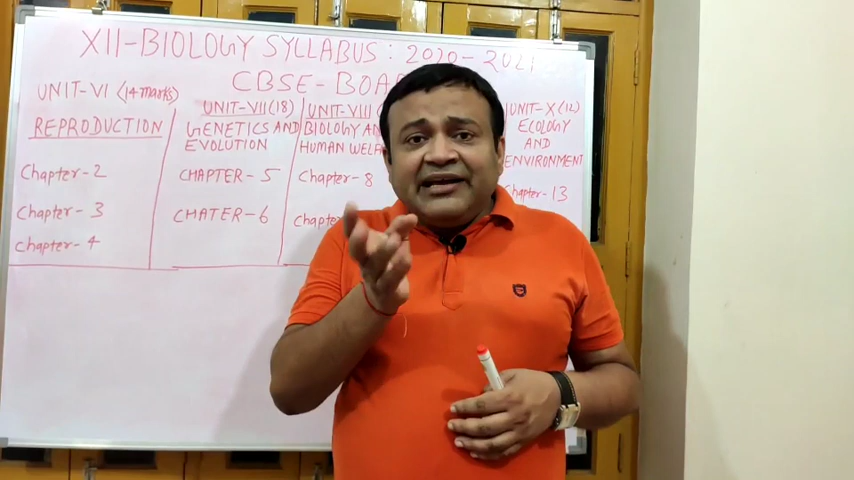 XII-BIOLOGY SYLLABUS: 2020-2021
CBSE-BOAR
UNIT-VI (14 marks)
REPRODUCTION
Chapter-2
Chapter-3
Chapter-4
UNIT-VII (18)
GENETICS AND
EVOLUTION
CHAPTER-5
CHATER-6
UNIT-VIII
BIOLOGY AN
HUMAN WELF
Chapter-8
Chapte
UNIT-X (12)
ECOLOGY
AND
ENVIRONMENT
Chapter-13